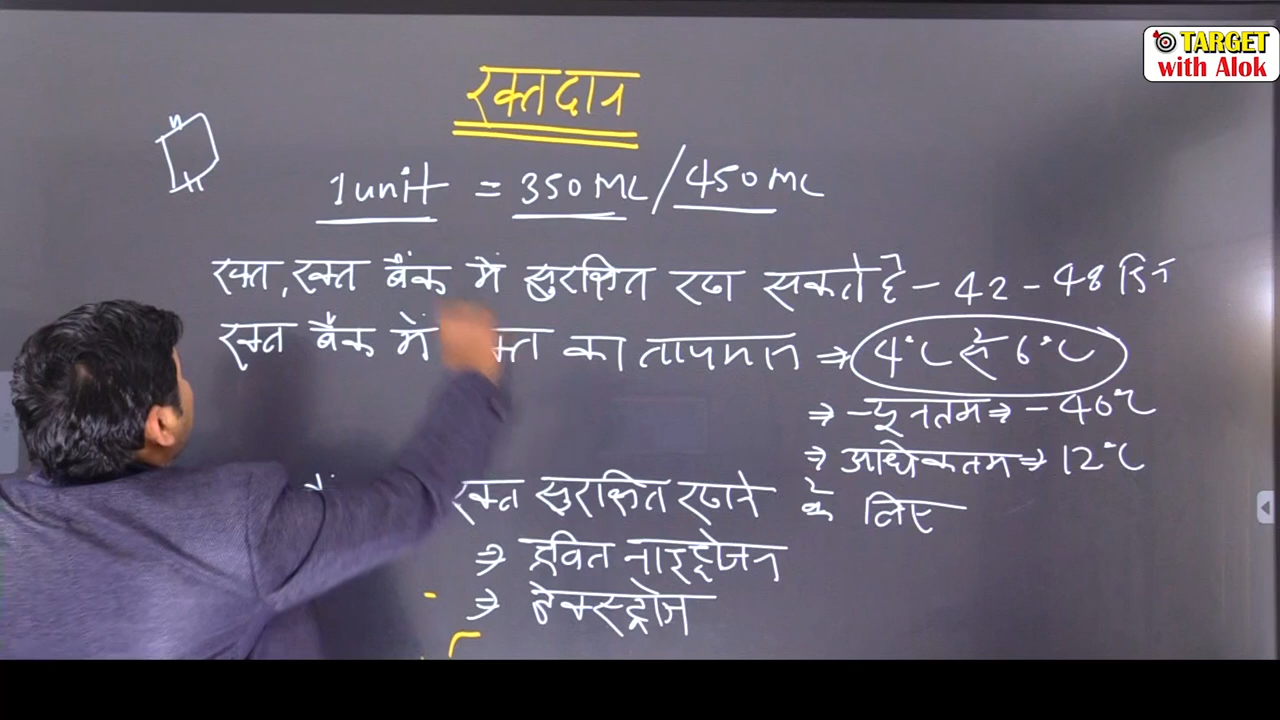 TARGET
with Alok
रक्तदान
1 unit = 350 ML / 450 ML
रक्त, रक्त बैंक में सुरक्षित रख सकते हैं - 42 - 48 दिन
रक्त बैंक में रक्त का तापमान ⇒ 4°C से 6°C
⇒ न्यूनतम ⇒ - 40°C
⇒ अधिकतम ⇒ 12°C
रक्त सुरक्षित रखने के लिए
⇒ द्रवित नाइट्रोजन
⇒ डेक्स्ट्रोज